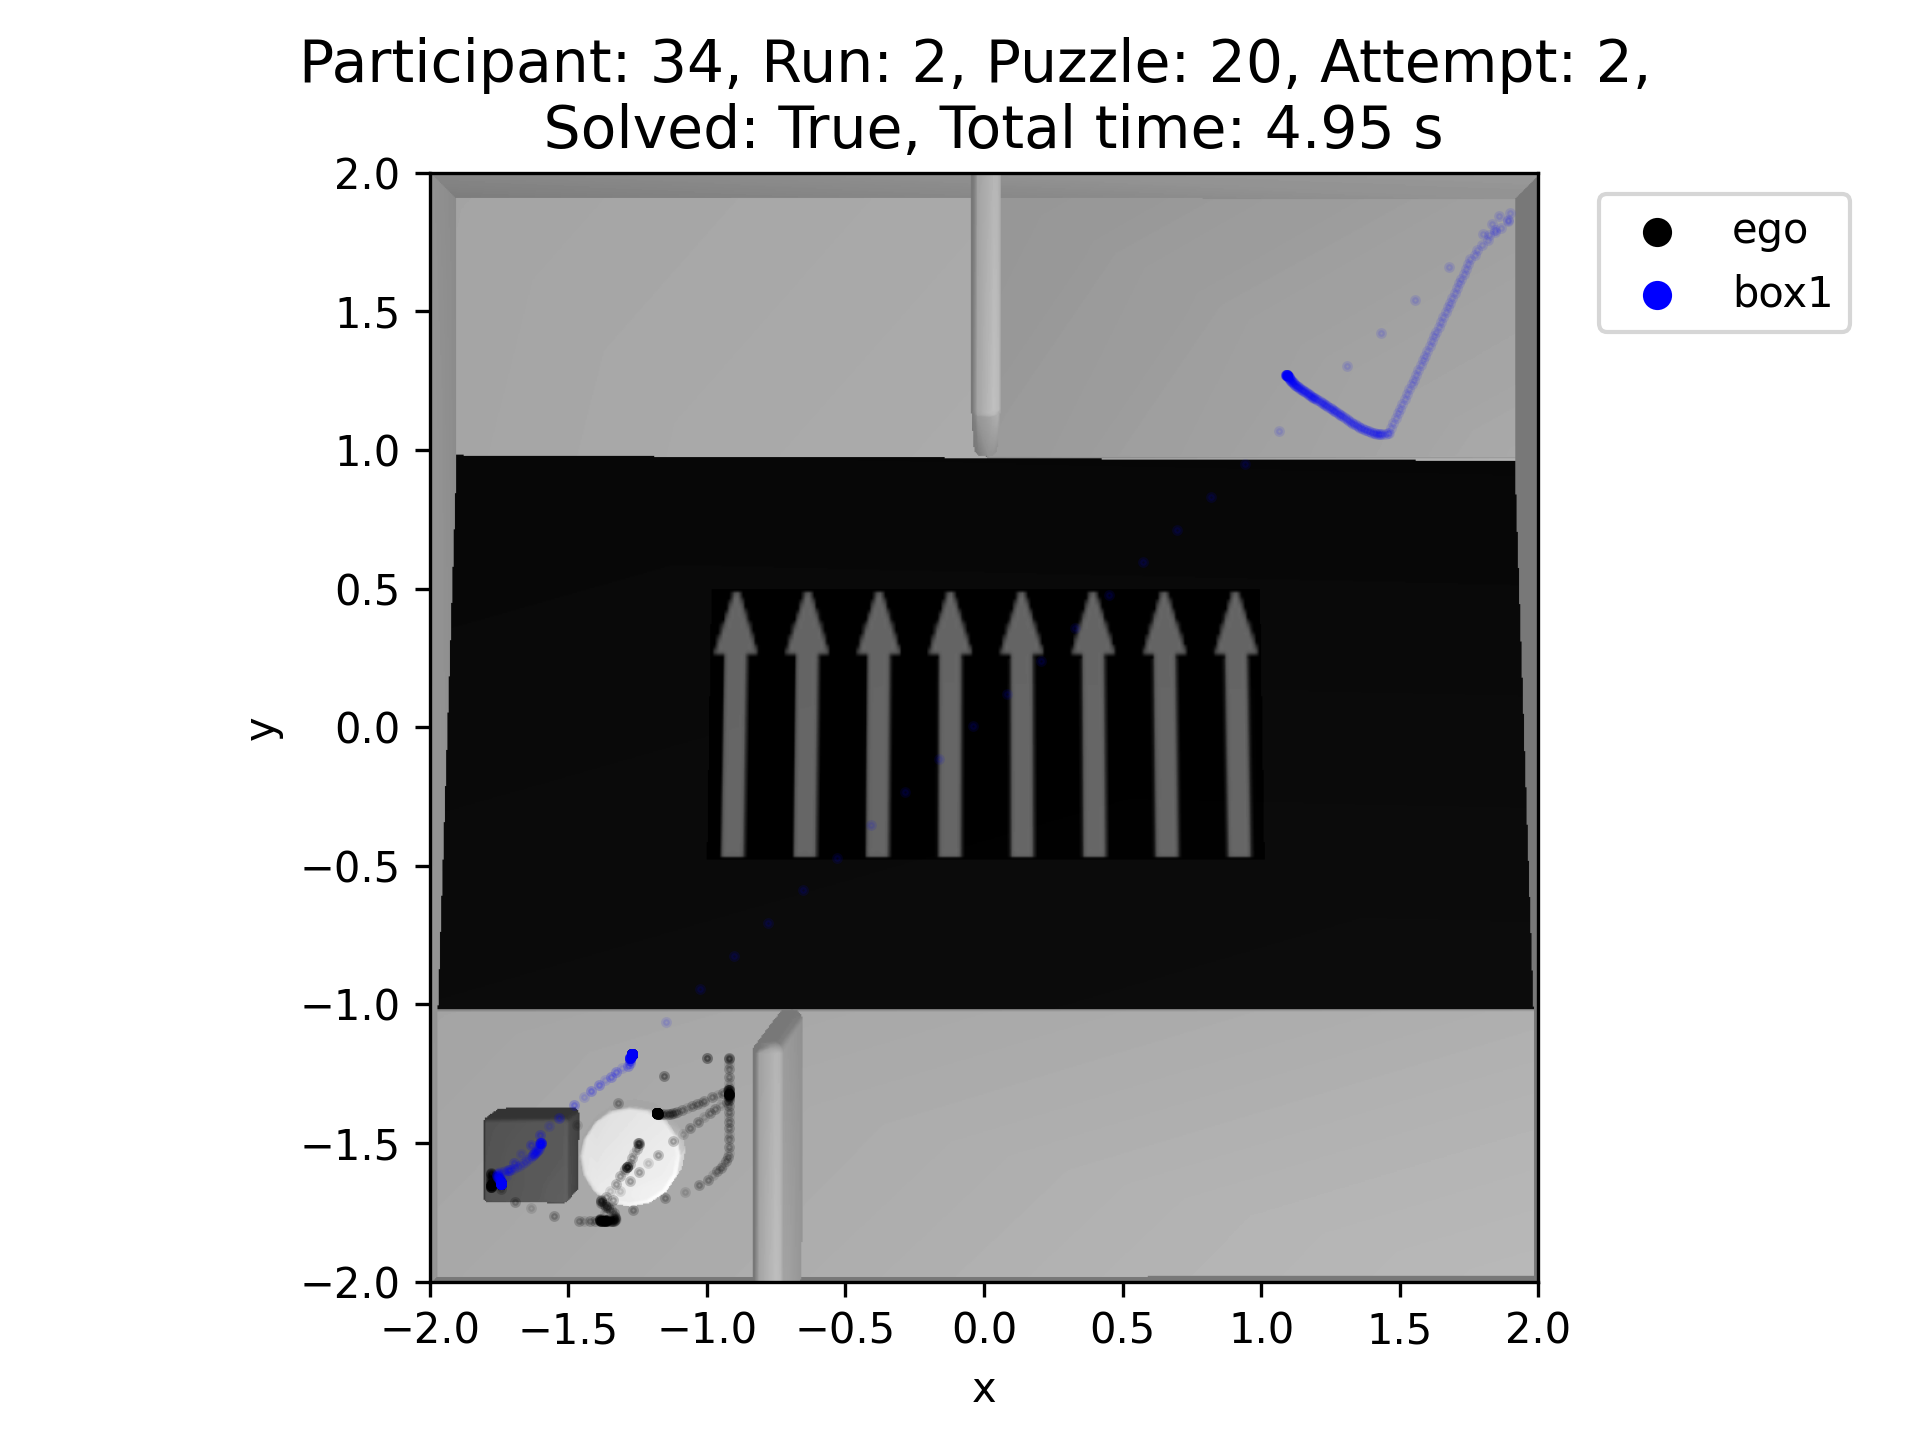 Participant: 34, Run: 2, Puzzle: 20, Attempt: 2,
Solved: True, Total time: 4.95 s
ego
box1
2.0
1.5
1.0
0.5
0.0
−0.5
−1.0
−1.5
−2.0
y
−2.0 −1.5 −1.0 −0.5 0.0 0.5 1.0 1.5 2.0
x